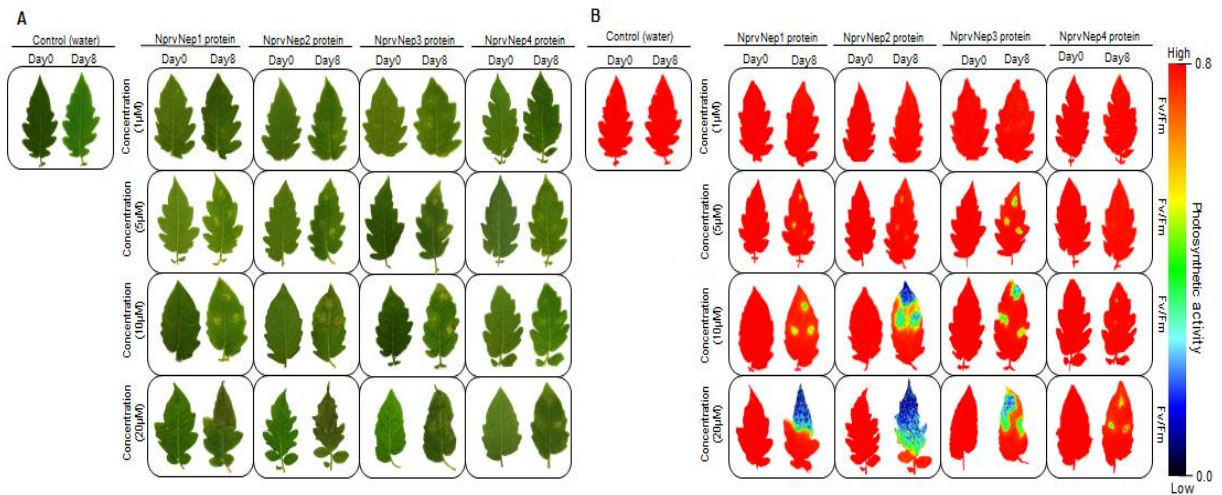 A
Control (water)
Day0 Day8
NprvNep1 protein
Day0 Day8
NprvNep2 protein
Day0 Day8
NprvNep3 protein
Day0 Day8
NprvNep4 protein
Day0 Day8
Concentration
(1µM)
Concentration
(5µM)
Concentration
(10µM)
Concentration
(20µM)
B
Control (water)
Day0 Day8
NprvNep1 protein
Day0 Day8
NprvNep2 protein
Day0 Day8
NprvNep3 protein
Day0 Day8
NprvNep4 protein
Day0 Day8
Concentration
(1µM)
Concentration
(5µM)
Concentration
(10µM)
Concentration
(20µM)
Fv/Fm
Fv/Fm
Fv/Fm
Fv/Fm
High
0.8
Photosynthetic activity
0.0
Low